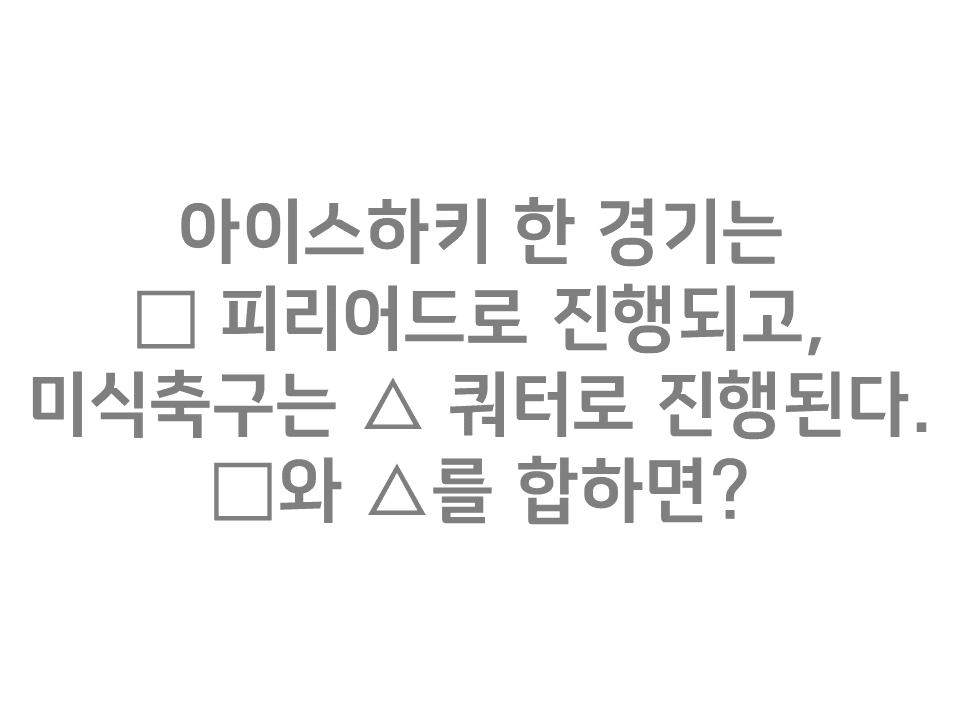 아이스하키 한 경기는
□ 피리어드로 진행되고,
미식축구는 △ 쿼터로 진행된다.
□와 △를 합하면?